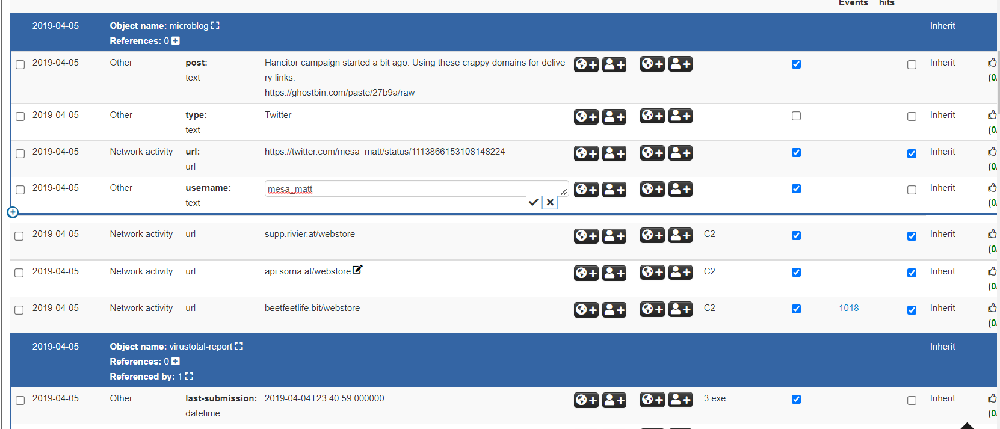 Events hits
2019-04-05 Object name: microblog Inherit
References: 0
2019-04-05 Other post: Hancitor campaign started a bit ago. Using these crappy domains for delive Inherit
text ry links: (0.
https://ghostbin.com/paste/27b9a/raw
2019-04-05 Other type: Twitter Inherit
text (0.
2019-04-05 Network activity url: https://twitter.com/mesa_matt/status/1113866153108148224 Inherit
url (0.
2019-04-05 Other username: mesa_matt Inherit
text (0.
2019-04-05 Network activity url supp.rivier.at/webstore C2 Inherit
(0.
2019-04-05 Network activity url api.sorna.at/webstore C2 Inherit
(0.
2019-04-05 Network activity url beetfeetlife.bit/webstore C2 1018 Inherit
(0.
2019-04-05 Object name: virustotal-report Inherit
References: 0
Referenced by: 1
2019-04-05 Other last-submission: 2019-04-04T23:40:59.000000 3.exe Inherit
datetime (0.